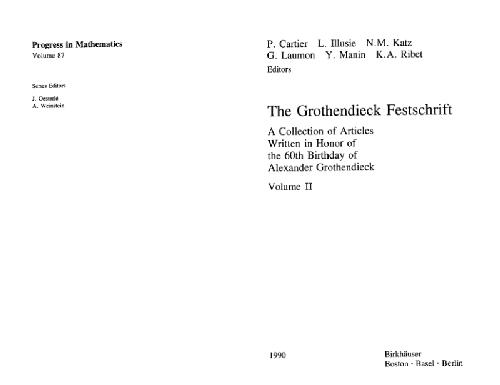 Progress in Mathematics
Volume 87
Series Editors
J. Oesterlé
A. Weinstein
P. Cartier L. Illusie N.M. Katz
G. Laumon Y. Manin K.A. Ribet
Editors
The Grothendieck Festschrift
A Collection of Articles
Written in Honor of
the 60th Birthday of
Alexander Grothendieck
Volume II
1990
Birkhäuser
Boston · Basel · Berlin